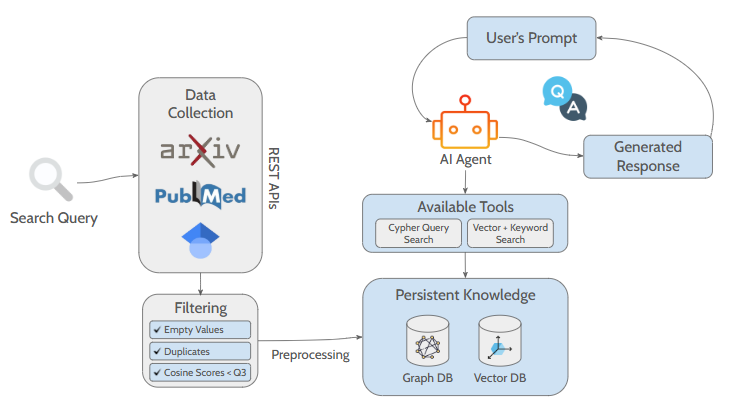 Search Query
Data
Collection
arXiv
PubMed
REST APIs
Filtering
Empty Values
Duplicates
Cosine Scores < Q3
Preprocessing
User's Prompt
Q
A
AI Agent
Generated
Response
Available Tools
Cypher Query
Search
Vector + Keyword
Search
Persistent Knowledge
Graph DB
Vector DB